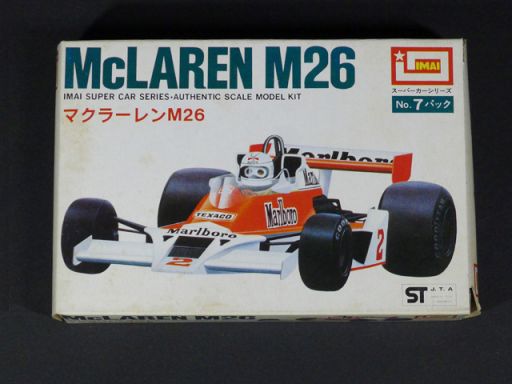 McLAREN M26
IMAI SUPER CAR SERIES•AUTHENTIC SCALE MODEL KIT
マクラーレンM26
IMAI
スーパーカーシリーズ
No.7パック
Marlboro
TEXACO
Marlboro
Marlboro
2
2
GOODYEAR
ST
J.T.A
McLAREN M26